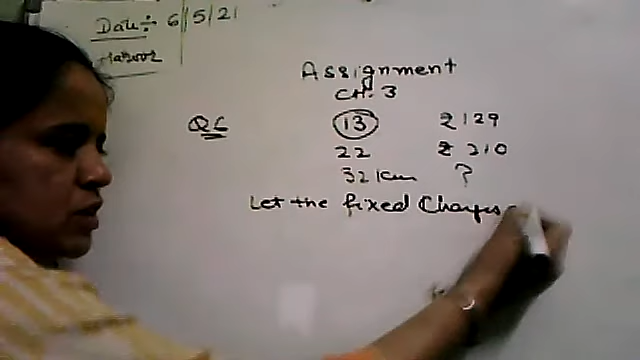 Date ÷ 6/5/21
Assignment
CH. 3
Q6 13 ₹ 129
22 ₹ 210
32 km ?
Let the fixed Charges